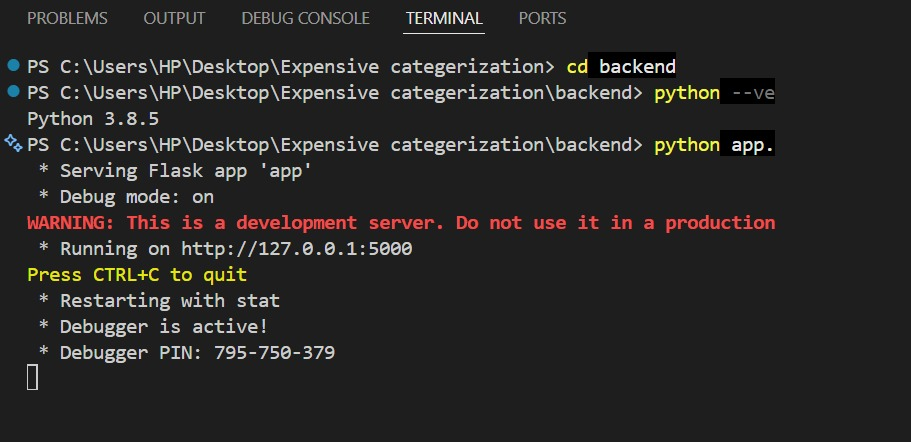 PROBLEMS OUTPUT DEBUG CONSOLE TERMINAL PORTS
PS C:\Users\HP\Desktop\Expensive categerization> cd backend
PS C:\Users\HP\Desktop\Expensive categerization\backend> python --ve
Python 3.8.5
PS C:\Users\HP\Desktop\Expensive categerization\backend> python app.
 * Serving Flask app 'app'
 * Debug mode: on
WARNING: This is a development server. Do not use it in a production
 * Running on http://127.0.0.1:5000
Press CTRL+C to quit
 * Restarting with stat
 * Debugger is active!
 * Debugger PIN: 795-750-379